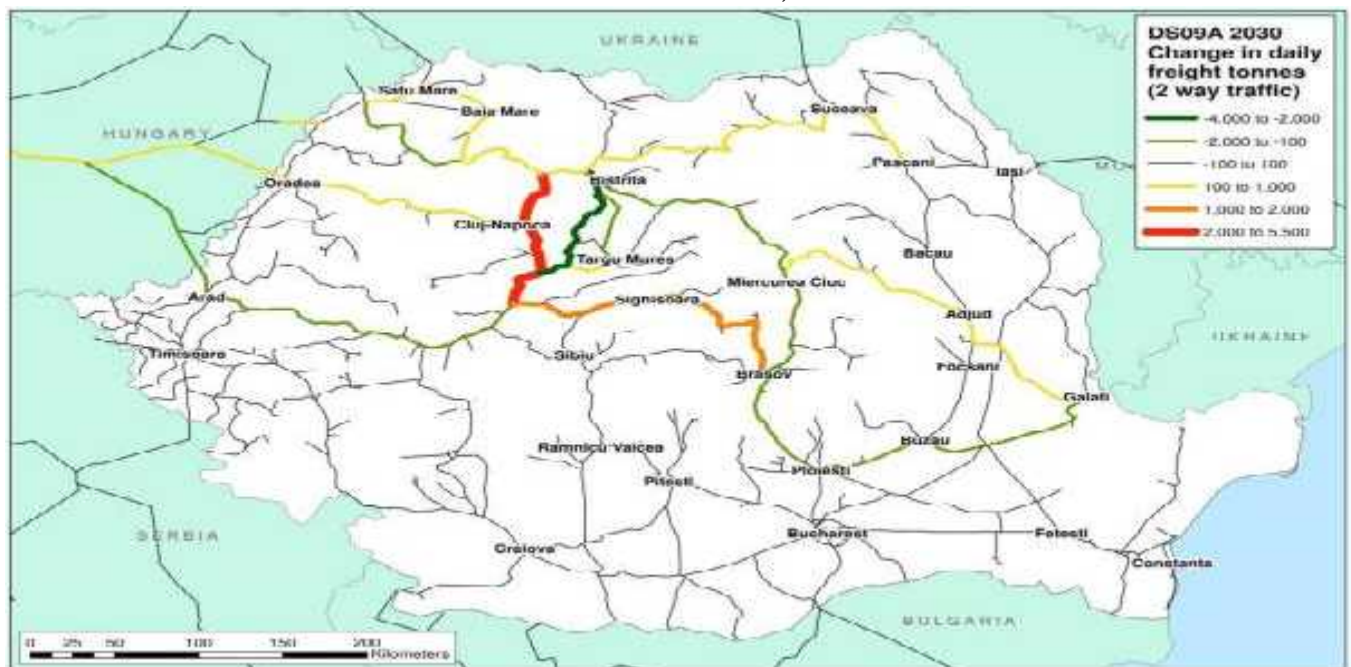 DS09A 2030
Change in daily
freight tonnes
(2 way traffic)
-4.000 to -2.000
-2.000 to -100
-100 to 100
100 to 1.000
1.000 to 2.000
2.000 to 5.500
UKRAINE
Satu Mare
Baia Mare
Suceava
HUNGARY
Pascani
Iasi
Oradea
Bistrita
Cluj-Napoca
Bacau
Targu Mures
Miercurea Ciuc
Arad
Sighisoara
Adjud
UKRAINE
Timisoara
Sibiu
Brasov
Focsani
Galati
Ramnicu Valcea
Buzau
Ploiesti
Pitesti
SERBIA
Bucharest
Fetesti
Craiova
Constanta
BULGARIA
0 25 50 100 150 200
Kilometers